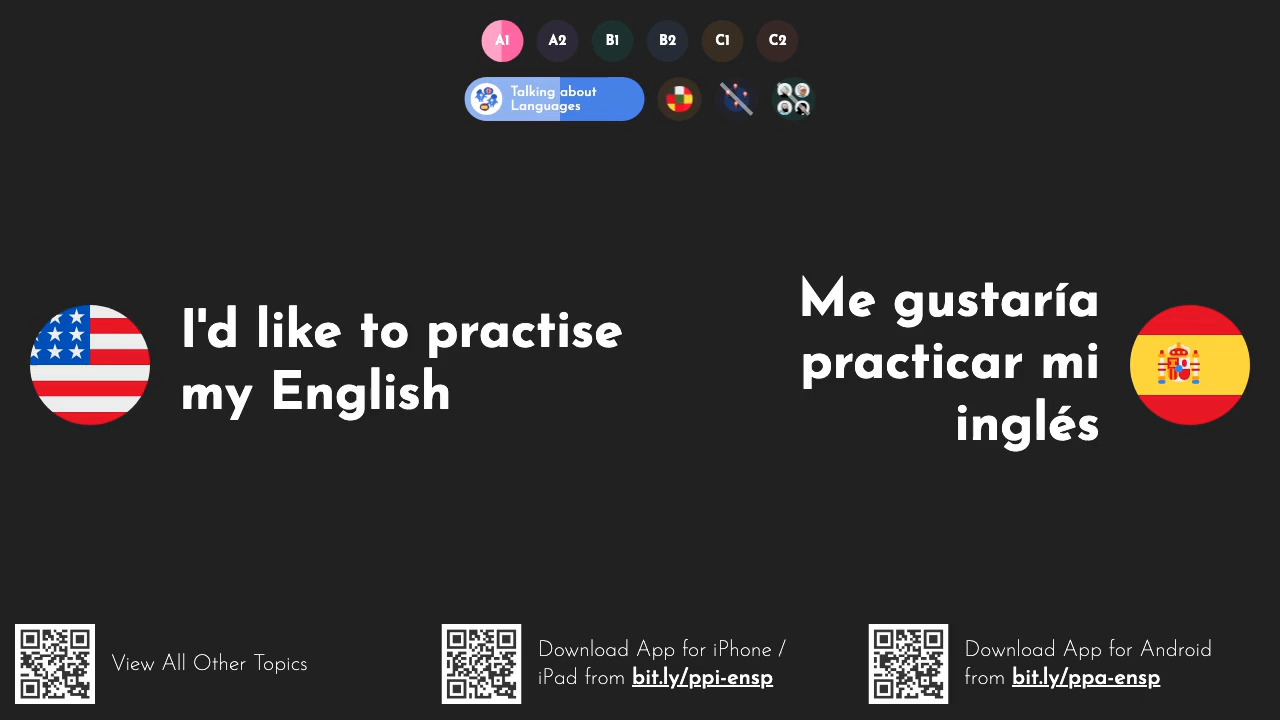 A1 A2 B1 B2 C1 C2
Talking about
Languages
I'd like to practise
my English
Me gustaría
practicar mi
inglés
View All Other Topics
Download App for iPhone /
iPad from bit.ly/ppi-ensp
Download App for Android
from bit.ly/ppa-ensp